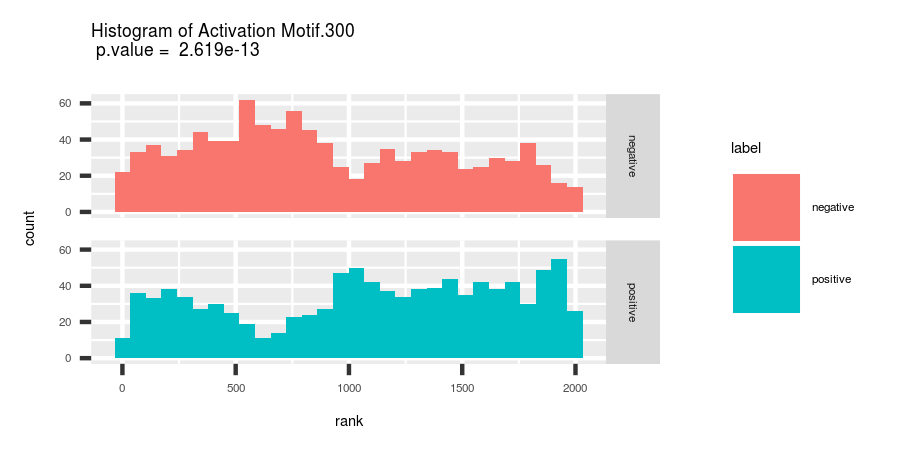 Histogram of Activation Motif.300
p.value = 2.619e-13
count
60
40
20
0
negative
60
40
20
0
positive
0
500
1000
1500
2000
rank
label
negative
positive